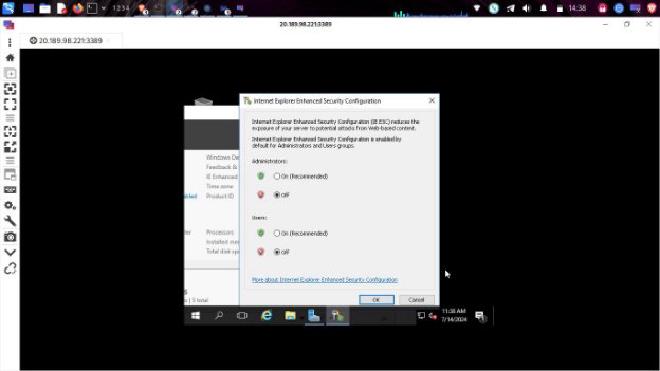 1 2 3 4
14:38
20.189.98.221:3389
20.189.98.221:3389
Internet Explorer Enhanced Security Configuration
Internet Explorer Enhanced Security Configuration (IE ESC) reduces the
exposure of your server to potential attacks from Web-based content.
Internet Explorer Enhanced Security Configuration is enabled by
default for Administrators and Users groups.
Administrators:
On (Recommended)
Off
Users:
On (Recommended)
Off
More about Internet Explorer Enhanced Security Configuration
OK
Cancel
Windows De
Feedback &
IE Enhanced
Time zone
Product ID
Processors
Installed me
Total disk sp
| 5 total
11:38 AM
7/14/2024